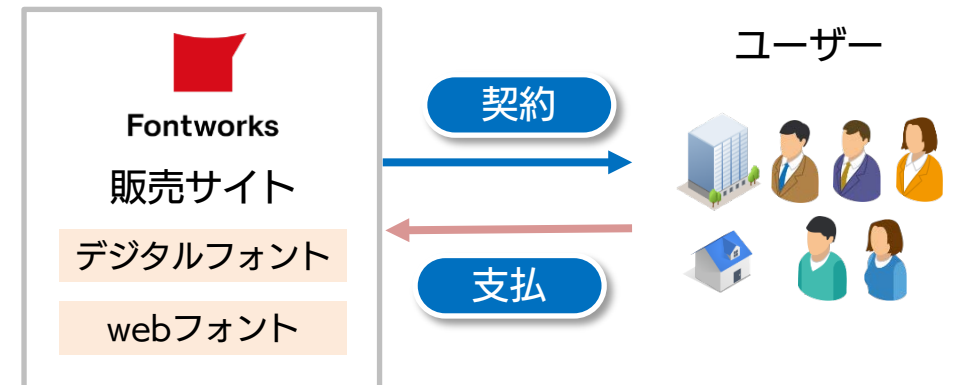 Fontworks
販売サイト
デジタルフォント
webフォント
契約
支払
ユーザー